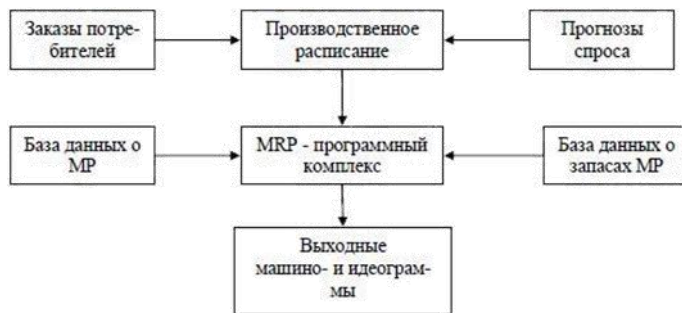 Заказы потре-
бителей
Производственное
расписание
Прогнозы
спроса
База данных о
МР
MRP - программный
комплекс
База данных о
запасах МР
Выходные
машино- и идеограм-
мы